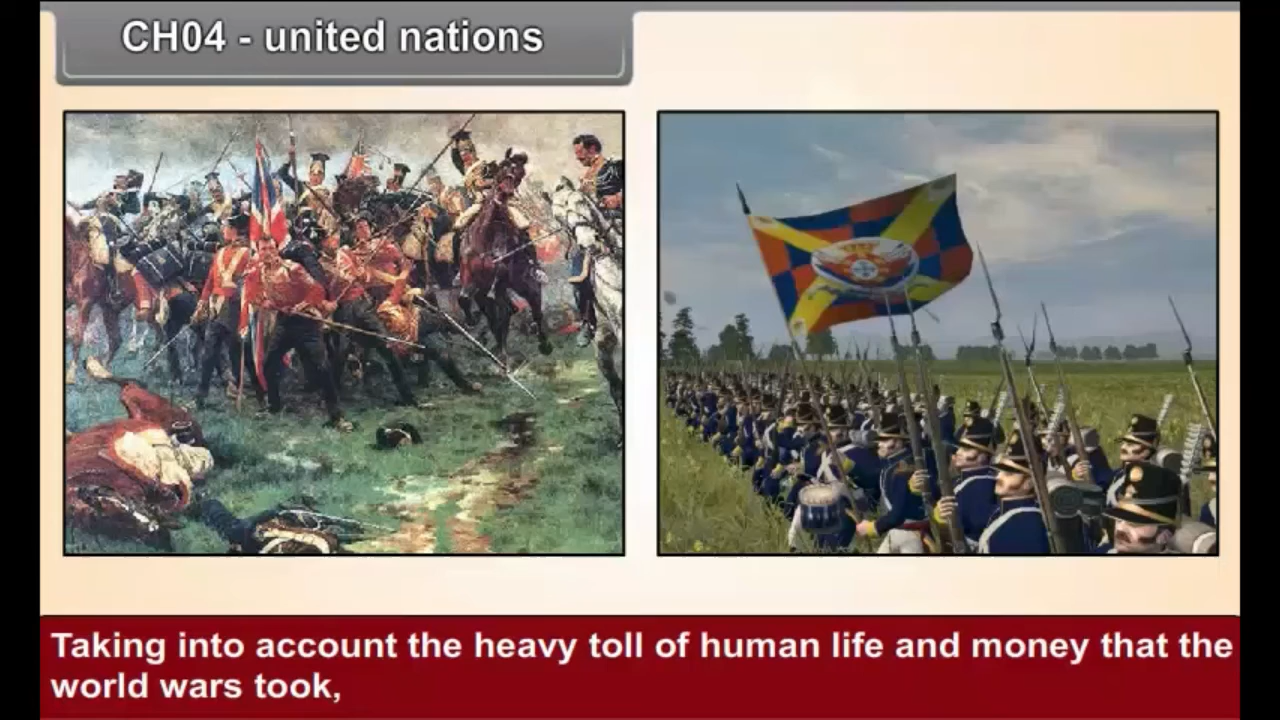 CH04 - united nations
Taking into account the heavy toll of human life and money that the
world wars took,